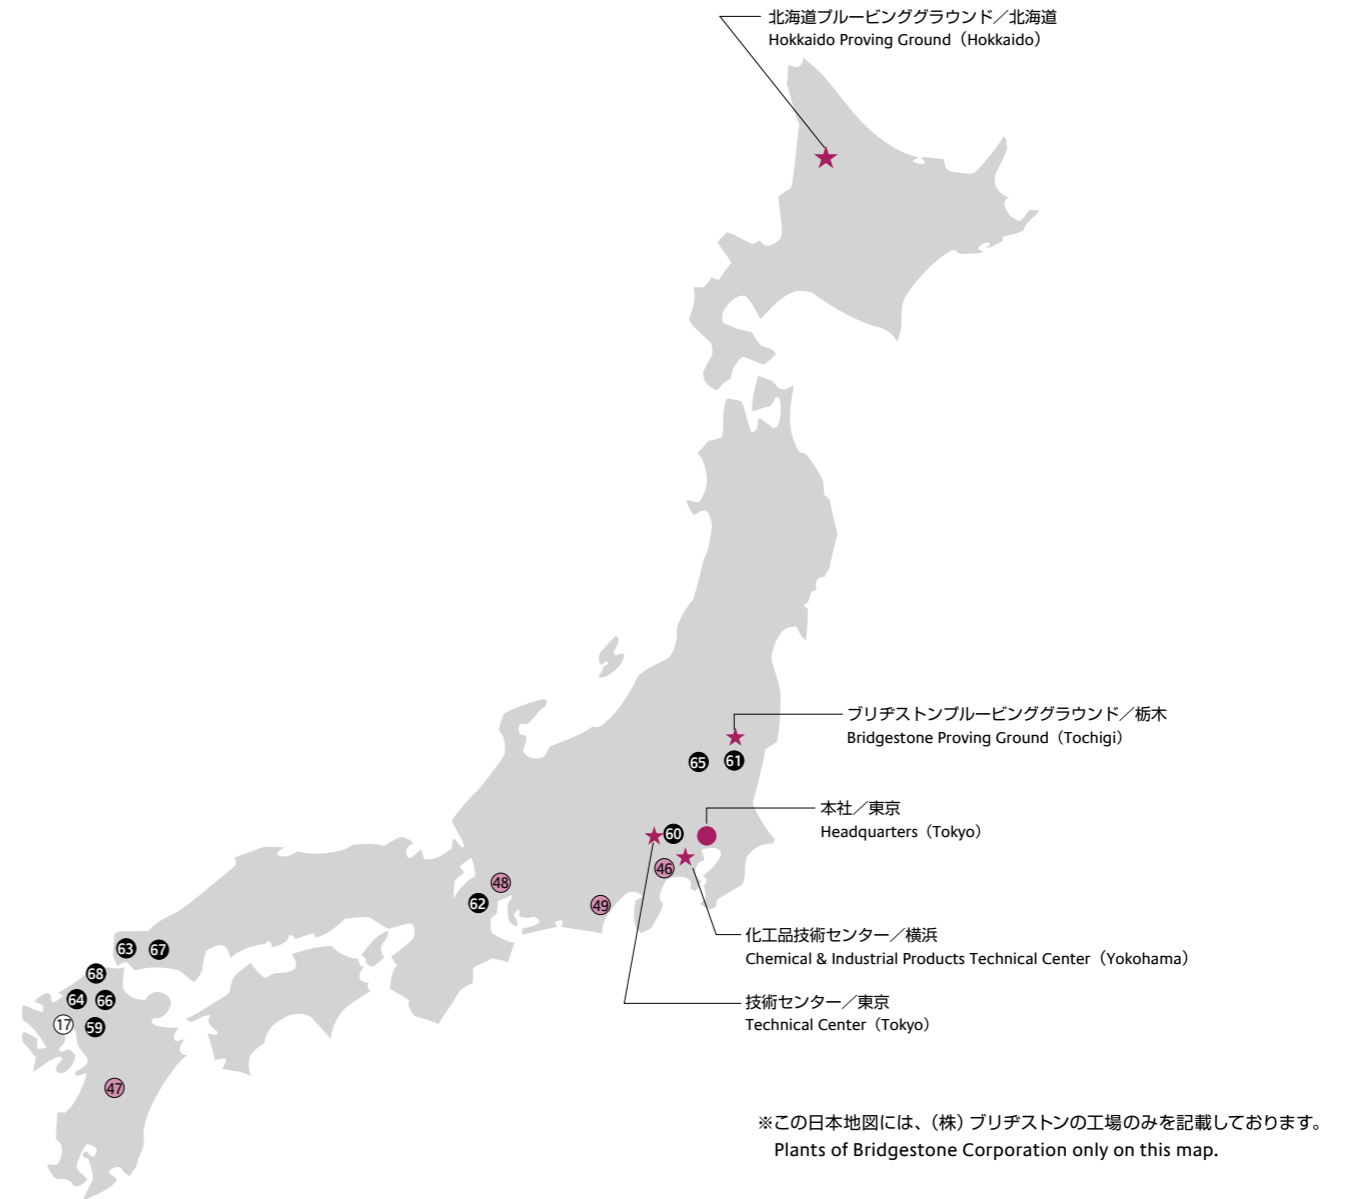 北海道プルービンググラウンド／北海道
Hokkaido Proving Ground（Hokkaido）
ブリヂストンプルービンググラウンド／栃木
Bridgestone Proving Ground（Tochigi）
65
61
本社／東京
Headquarters（Tokyo）
60
46
48
62
49
化工品技術センター／横浜
Chemical & Industrial Products Technical Center（Yokohama）
63
67
68
64
66
技術センター／東京
Technical Center（Tokyo）
17
59
47
※この日本地図には、（株）ブリヂストンの工場のみを記載しております。
Plants of Bridgestone Corporation only on this map.